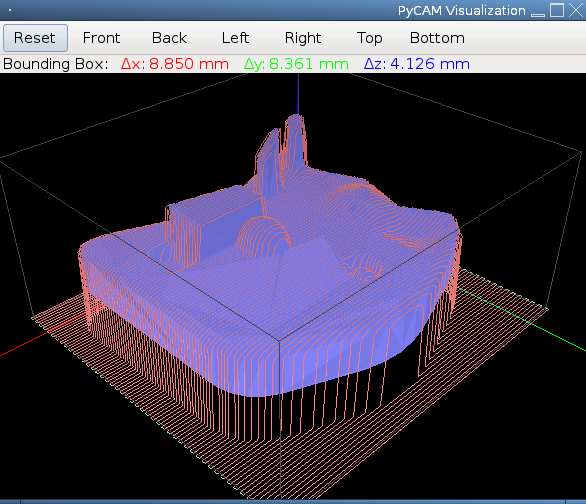 PyCAM Visualization
Reset Front Back Left Right Top Bottom
Bounding Box: Δx: 8.850 mm Δy: 8.361 mm Δz: 4.126 mm